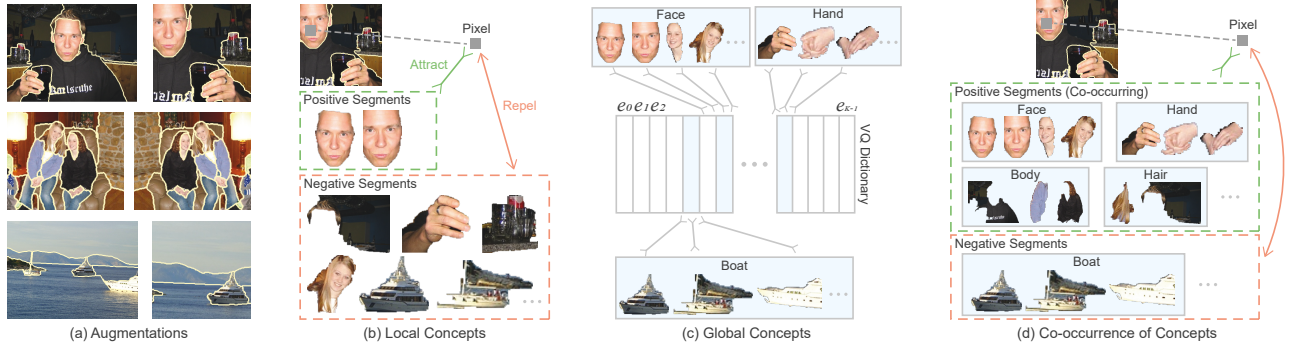 Karlsruhe
(a) Augmentations
Pixel
Attract
Repel
Positive Segments
Negative Segments
(b) Local Concepts
Face
Hand
e0 e1 e2
eK-1
VQ Dictionary
Boat
(c) Global Concepts
Pixel
Positive Segments (Co-occurring)
Face
Hand
Body
Hair
Negative Segments
Boat
(d) Co-occurrence of Concepts